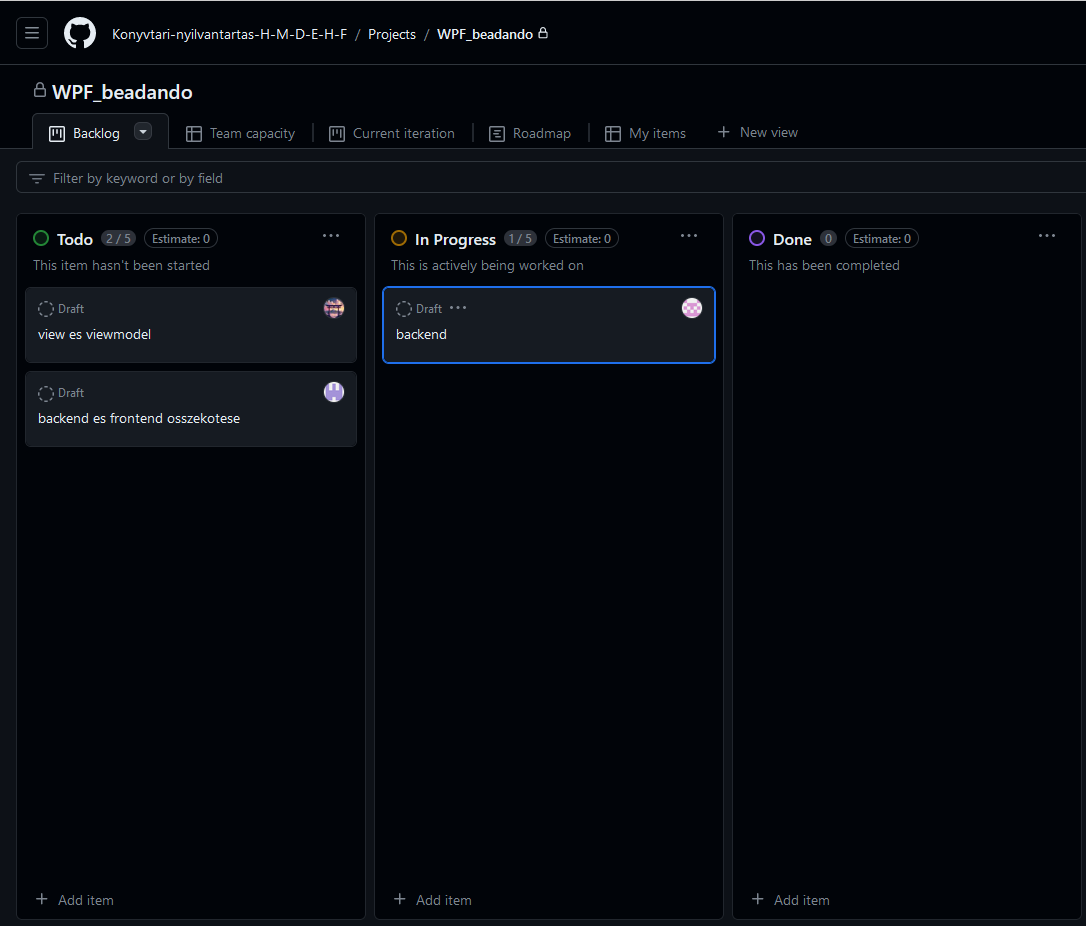 Konyvtari-nyilvantartas-H-M-D-E-H-F / Projects / WPF_beadando
WPF_beadando
Backlog Team capacity Current iteration Roadmap My items + New view
Filter by keyword or by field
Todo 2 / 5 Estimate: 0 ...
This item hasn't been started
Draft
view es viewmodel
Draft
backend es frontend osszekotese
+ Add item
In Progress 1 / 5 Estimate: 0 ...
This is actively being worked on
Draft ...
backend
+ Add item
Done 0 Estimate: 0 ...
This has been completed
+ Add item